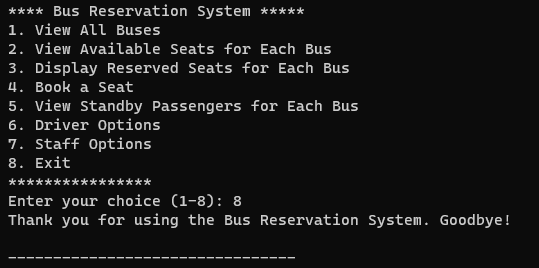 **** Bus Reservation System *****
1. View All Buses
2. View Available Seats for Each Bus
3. Display Reserved Seats for Each Bus
4. Book a Seat
5. View Standby Passengers for Each Bus
6. Driver Options
7. Staff Options
8. Exit
****************
Enter your choice (1-8): 8
Thank you for using the Bus Reservation System. Goodbye!
--------------------------------